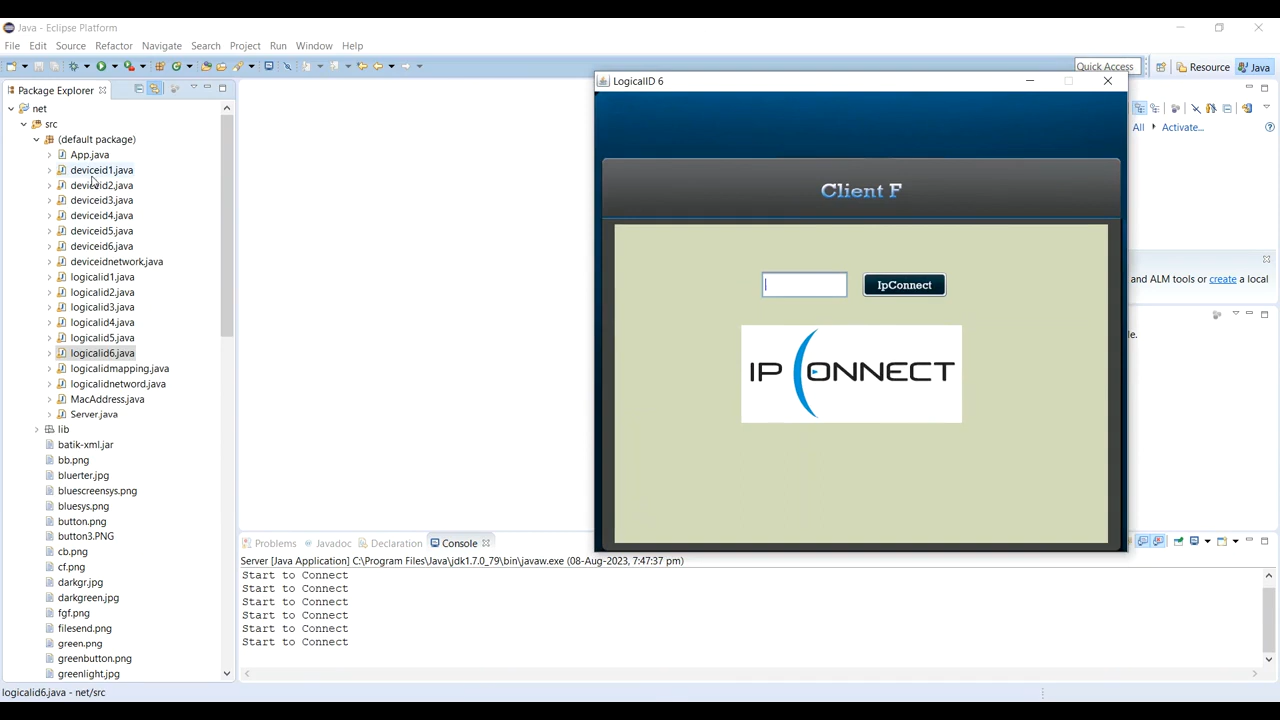 Java - Eclipse Platform
File Edit Source Refactor Navigate Search Project Run Window Help
Quick Access
Resource
Java
Package Explorer
net
src
(default package)
App.java
deviceid1.java
deviceid2.java
deviceid3.java
deviceid4.java
deviceid5.java
deviceid6.java
deviceidnetwork.java
logicalid1.java
logicalid2.java
logicalid3.java
logicalid4.java
logicalid5.java
logicalid6.java
logicalidmapping.java
logicalidnetword.java
MacAddress.java
Server.java
lib
batik-xml.jar
bb.png
bluerter.jpg
bluescreensys.png
bluesys.png
button.png
button3.PNG
cb.png
cf.png
darkgr.jpg
darkgreen.jpg
fgf.png
filesend.png
green.png
greenbutton.png
greenlight.jpg
LogicalID 6
Client F
IpConnect
IP CONNECT
All Activate...
and ALM tools or create a local
le.
Problems Javadoc Declaration Console
Server [Java Application] C:\Program Files\Java\jdk1.7.0_79\bin\javaw.exe (08-Aug-2023, 7:47:37 pm)
Start to Connect
Start to Connect
Start to Connect
Start to Connect
Start to Connect
Start to Connect
logicalid6.java - net/src